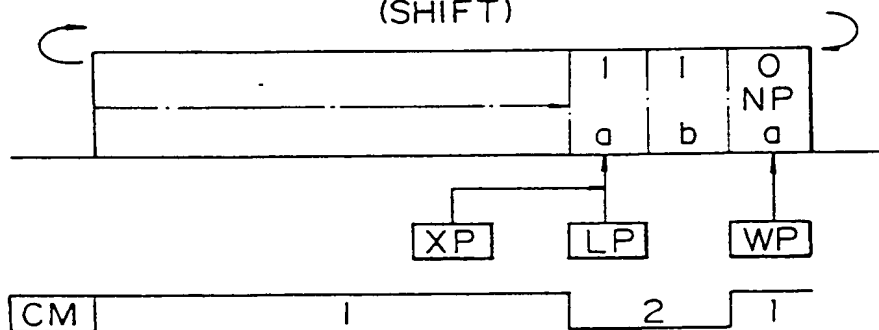 (SHIFT)
1 1 0
NP
a b a
XP LP WP
CM 1 2 1